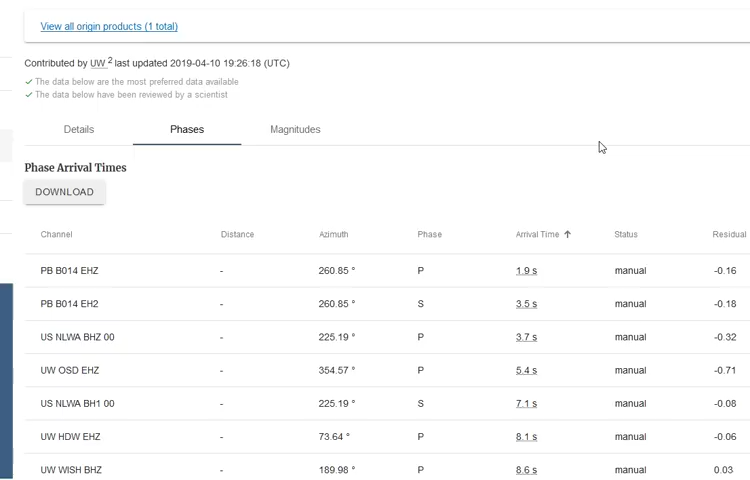 View all origin products (1 total)
Contributed by UW 2 last updated 2019-04-10 19:26:18 (UTC)
✓ The data below are the most preferred data available
✓ The data below have been reviewed by a scientist
Details Phases Magnitudes
Phase Arrival Times
DOWNLOAD
Channel Distance Azimuth Phase Arrival Time ↑ Status Residual
PB B014 EHZ - 260.85 ° P 1.9 s manual -0.16
PB B014 EH2 - 260.85 ° S 3.5 s manual -0.18
US NLWA BHZ 00 - 225.19 ° P 3.7 s manual -0.32
UW OSD EHZ - 354.57 ° P 5.4 s manual -0.71
US NLWA BH1 00 - 225.19 ° S 7.1 s manual -0.08
UW HDW EHZ - 73.64 ° P 8.1 s manual -0.06
UW WISH BHZ - 189.98 ° P 8.6 s manual 0.03